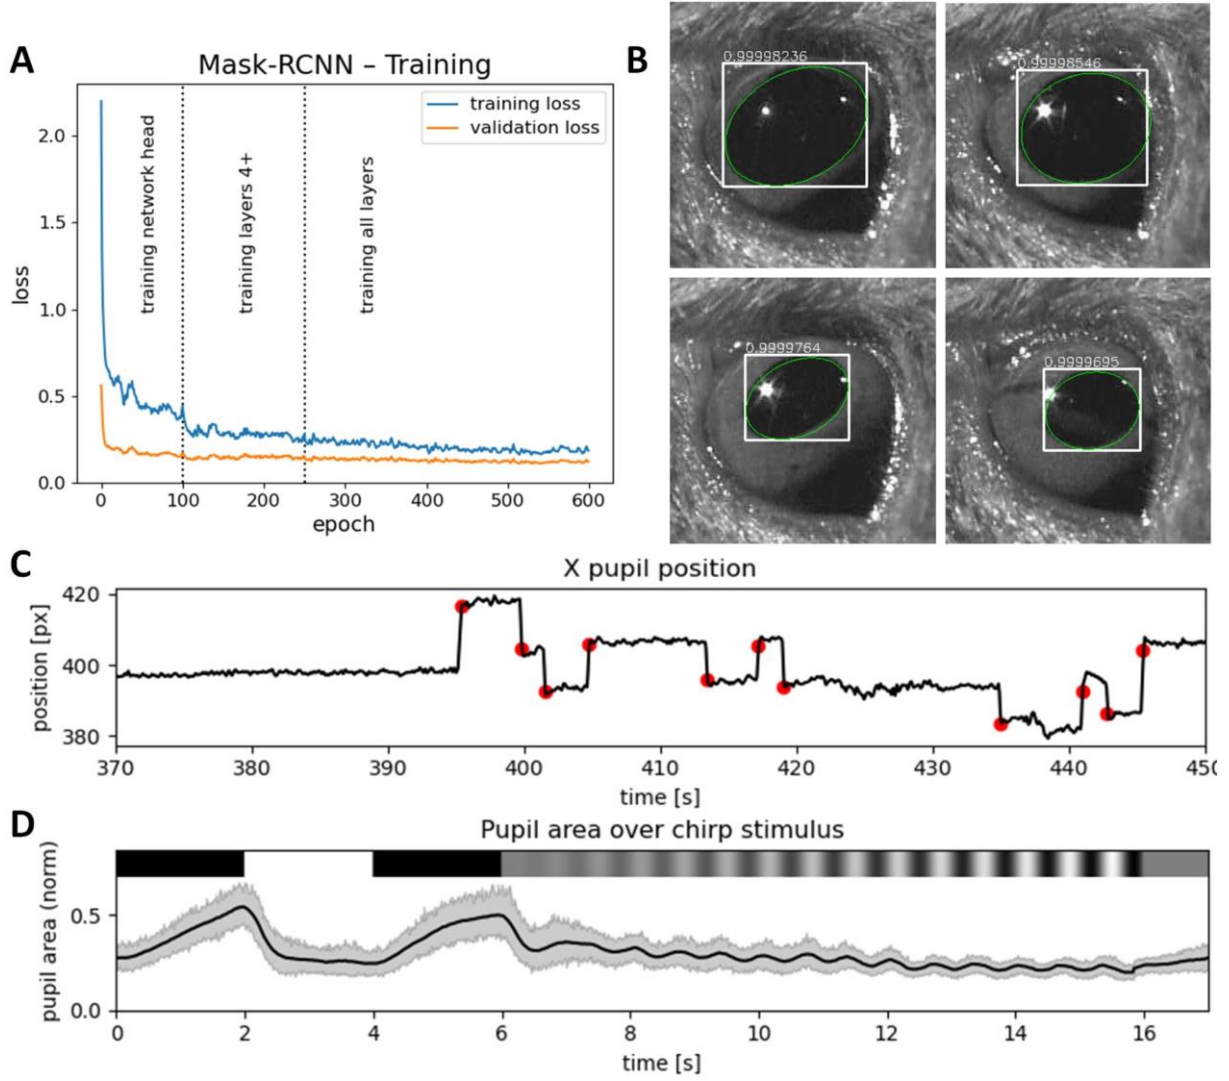 A
Mask-RCNN – Training
training loss
validation loss
training network head
training layers 4+
training all layers
2.0
1.5
1.0
0.5
0.0
loss
0 100 200 300 400 500 600
epoch
B
0.99998236
0.99998546
0.9999764
0.9999695
C
X pupil position
420
400
380
position [px]
370 380 390 400 410 420 430 440 450
time [s]
D
Pupil area over chirp stimulus
0.5
0.0
pupil area (norm)
0 2 4 6 8 10 12 14 16
time [s]